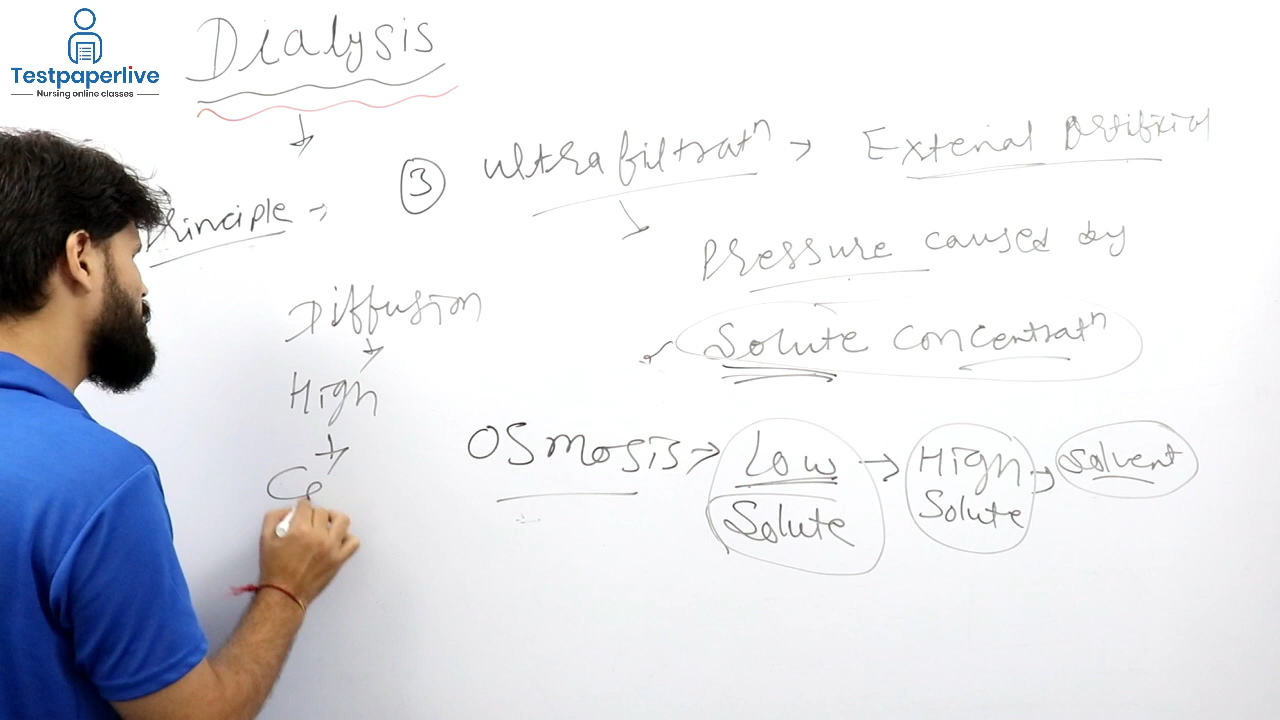 Testpaperlive
Nursing online classes
Dialysis
Principle
③ Ultrafiltratⁿ → External Artificial
Pressure caused by
Solute concentratⁿ
Diffusion
High
Co
Osmosis → Low → High → Solvent
Solute Solute